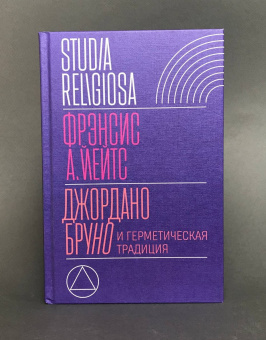 STUDIA
RELIGIOSA
ФРЭНСИС
А. ЙЕЙТС
ДЖОРДАНО
БРУНО И ГЕРМЕТИЧЕСКАЯ
ТРАДИЦИЯ